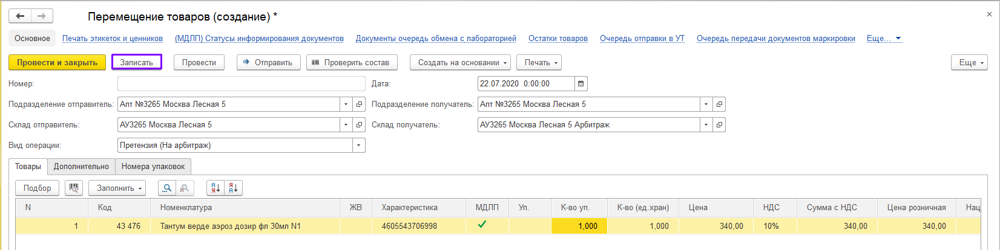 Перемещение товаров (создание) *
Основное Печать этикеток и ценников (МДЛП) Статусы информирования документов Документы очередь обмена с лабораторией Остатки товаров Очередь отправки в УТ Очередь передачи документов маркировки Еще...
Провести и закрыть Записать Провести Отправить Проверить состав Создать на основании Печать Еще
Номер: Дата: 22.07.2020 0:00:00
Подразделение отправитель: Апт №3265 Москва Лесная 5 Подразделение получатель: Апт №3265 Москва Лесная 5
Склад отправитель: АУ3265 Москва Лесная 5 Склад получатель: АУ3265 Москва Лесная 5 Арбитраж
Вид операции: Претензия (На арбитраж)
Товары Дополнительно Номера упаковок
Подбор Заполнить
N Код Номенклатура ЖВ Характеристика МДЛП Уп. К-во уп. К-во (ед.хран) Цена НДС Сумма с НДС Цена розничная Нац
1 43 476 Тантум верде аэроз дозир фл 30мл N1 4605543706998 1,000 1,000 340,00 10% 340,00 340,00